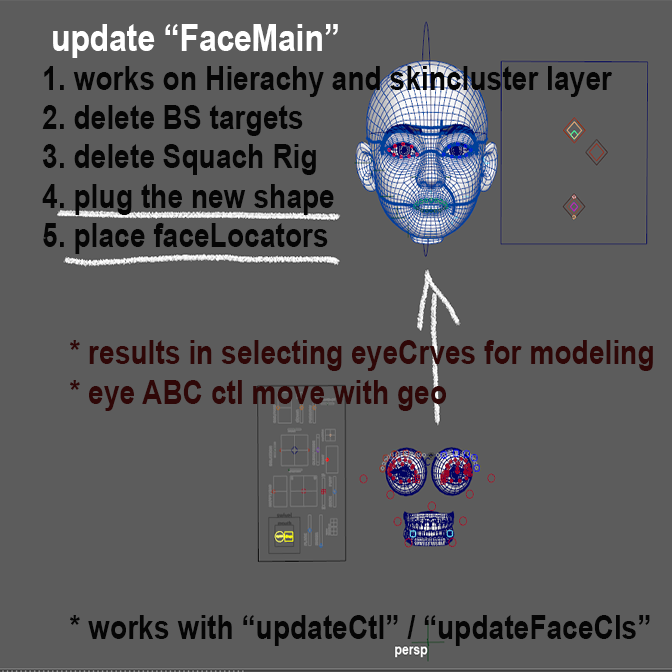 update “FaceMain”
1. works on Hierachy and skincluster layer
2. delete BS targets
3. delete Squach Rig
4. plug the new shape
5. place faceLocators
* results in selecting eyeCrves for modeling
* eye ABC ctl move with geo
* works with “updateCtl” / “updateFaceCls”
persp